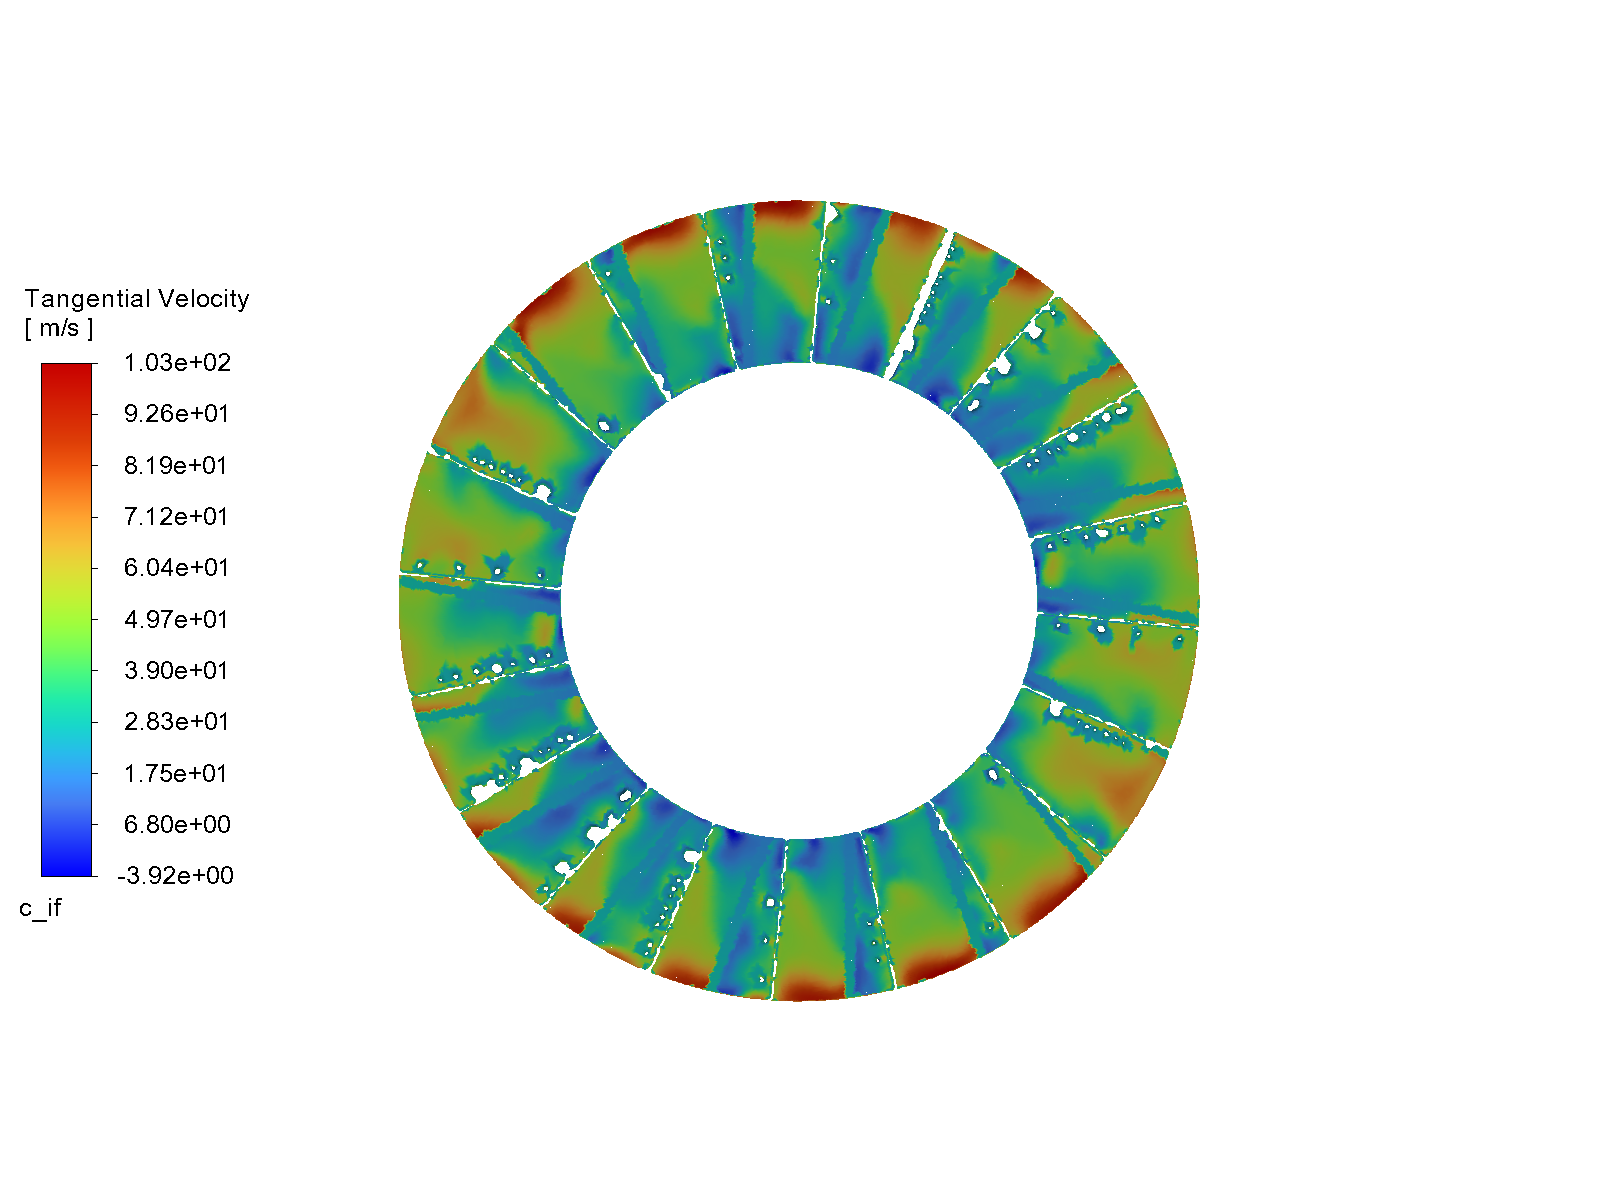 Tangential Velocity
[ m/s ]
1.03e+02
9.26e+01
8.19e+01
7.12e+01
6.04e+01
4.97e+01
3.90e+01
2.83e+01
1.75e+01
6.80e+00
-3.92e+00
c_if